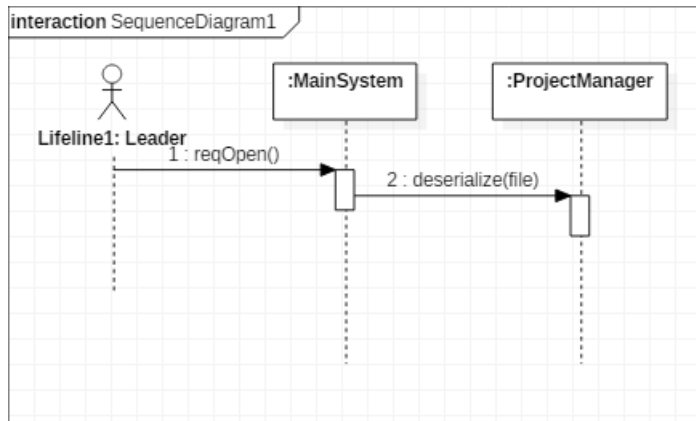 interaction SequenceDiagram1
:MainSystem
:ProjectManager
Lifeline1: Leader
1 : reqOpen()
2 : deserialize(file)